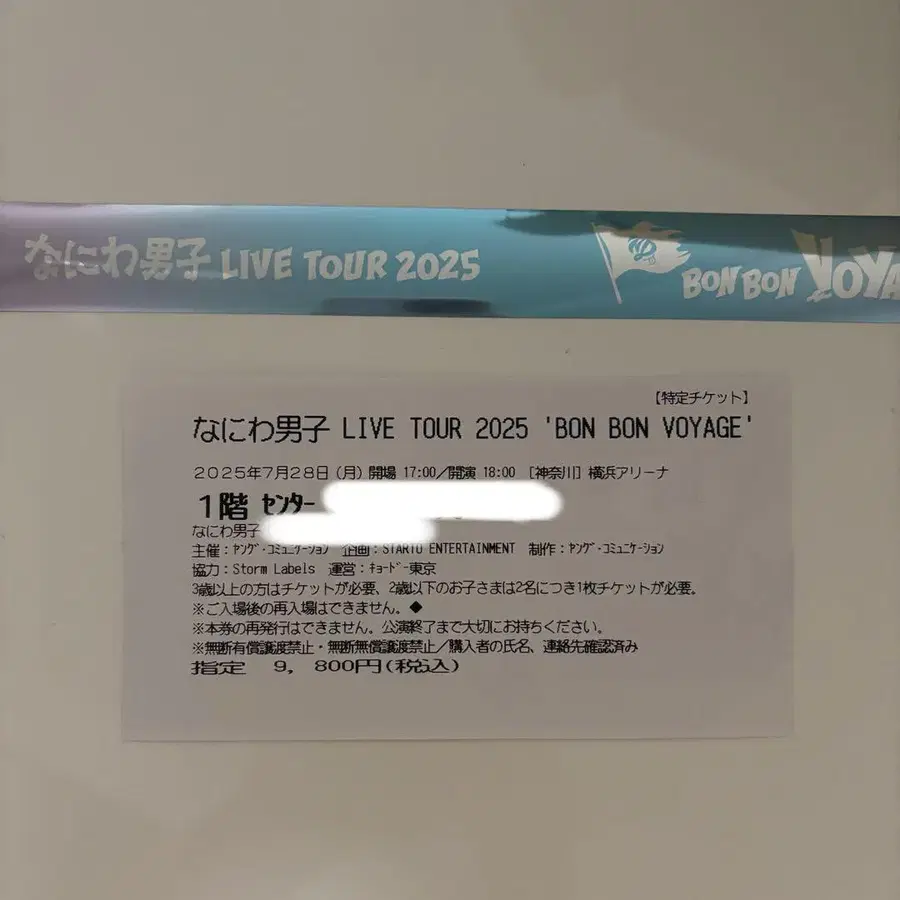 なにわ男子 LIVE TOUR 2025
BON BON VOYA
【特定チケット】
なにわ男子 LIVE TOUR 2025 'BON BON VOYAGE'
2025年7月28日(月)開場 17:00/開演 18:00 [神奈川] 横浜アリーナ
1階 ｾﾝﾀｰ
なにわ男子
主催：ﾔﾝｸﾞ･ｺﾐｭﾆｹｰｼｮﾝ 企画：STARTO ENTERTAINMENT 制作：ﾔﾝｸﾞ･ｺﾐｭﾆｹｰｼｮﾝ
協力：Storm Labels 運営：ｷｮｰﾄﾞｰ東京
3歳以上の方はチケットが必要、2歳以下のお子さまは2名につき1枚チケットが必要。
※ご入場後の再入場はできません。◆
※本券の再発行はできません。公演終了まで大切にお持ちください。
※無断有償譲渡禁止・無断無償譲渡禁止/購入者の氏名、連絡先確認済み
指定 9，800円(税込)